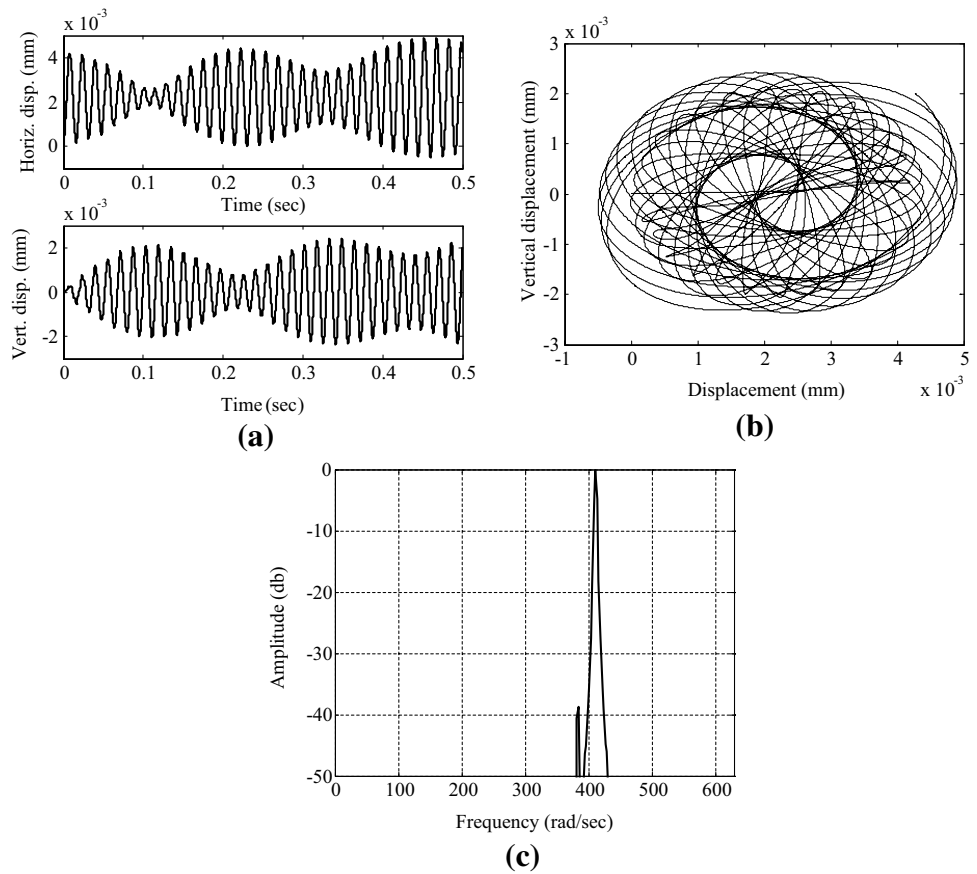 x 10⁻³
Horiz. disp. (mm)
4
2
0
0 0.1 0.2 0.3 0.4 0.5
Time (sec)
x 10⁻³
Vert. disp. (mm)
2
0
-2
0 0.1 0.2 0.3 0.4 0.5
Time (sec)
(a)
x 10⁻³
Vertical displacement (mm)
3
2
1
0
-1
-2
-3
-1 0 1 2 3 4 5
Displacement (mm) x 10⁻³
(b)
Amplitude (db)
0
-10
-20
-30
-40
-50
0 100 200 300 400 500 600
Frequency (rad/sec)
(c)